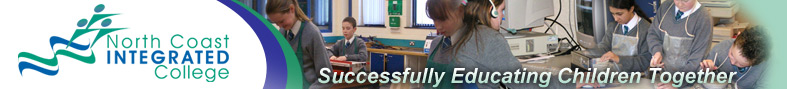 North Coast
INTEGRATED
College
Successfully Educating Children Together